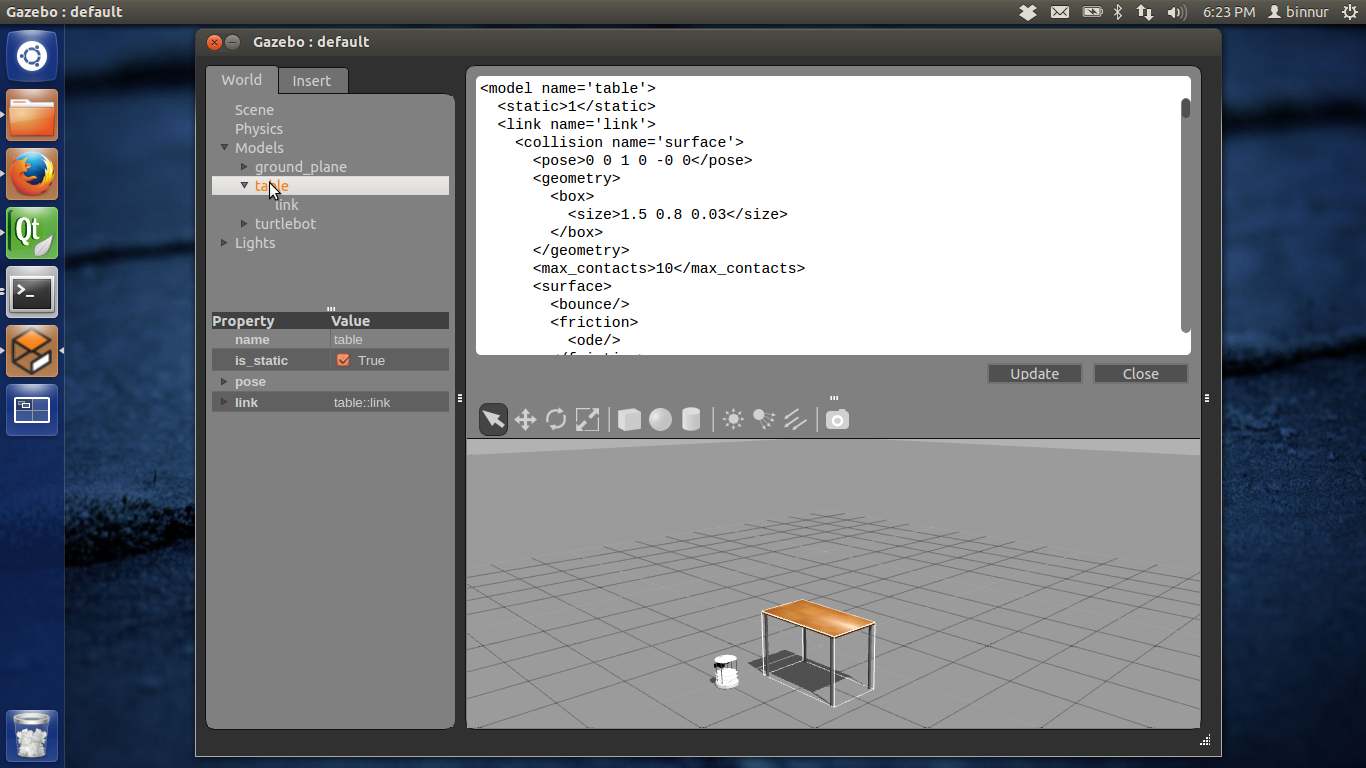 Gazebo : default
6:23 PM binnur
Gazebo : default
World Insert
Scene
Physics
Models
ground_plane
table
link
turtlebot
Lights
Property Value
name table
is_static True
pose
link table::link
<model name='table'>
<static>1</static>
<link name='link'>
<collision name='surface'>
<pose>0 0 1 0 -0 0</pose>
<geometry>
<box>
<size>1.5 0.8 0.03</size>
</box>
</geometry>
<max_contacts>10</max_contacts>
<surface>
<bounce/>
<friction>
<ode/>
Update Close
Qt
>_